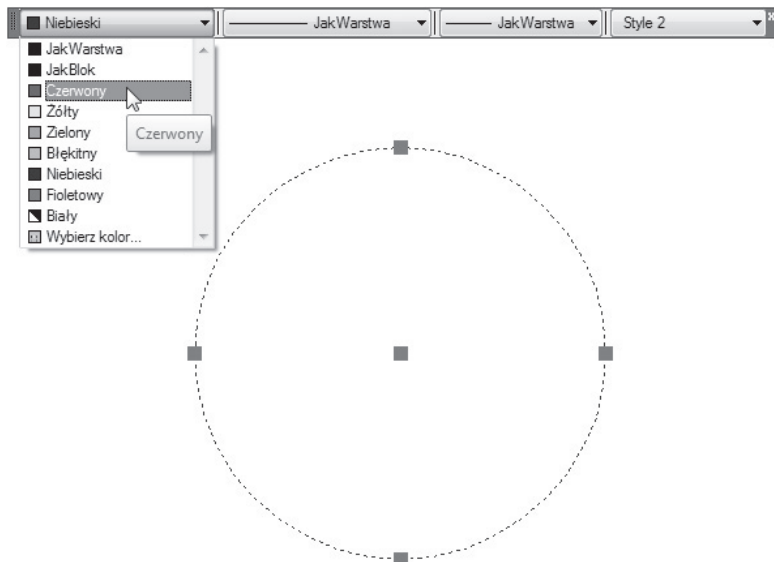 Niebieski JakWarstwa JakWarstwa Style 2
JakWarstwa
JakBlok
Czerwony
Żółty
Zielony
Czerwony
Błękitny
Niebieski
Fioletowy
Biały
Wybierz kolor...